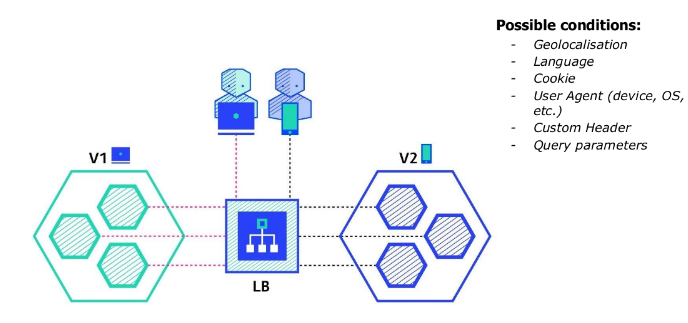 Possible conditions:
- Geolocalisation
- Language
- Cookie
- User Agent (device, OS,
etc.)
- Custom Header
- Query parameters
V1
V2
LB